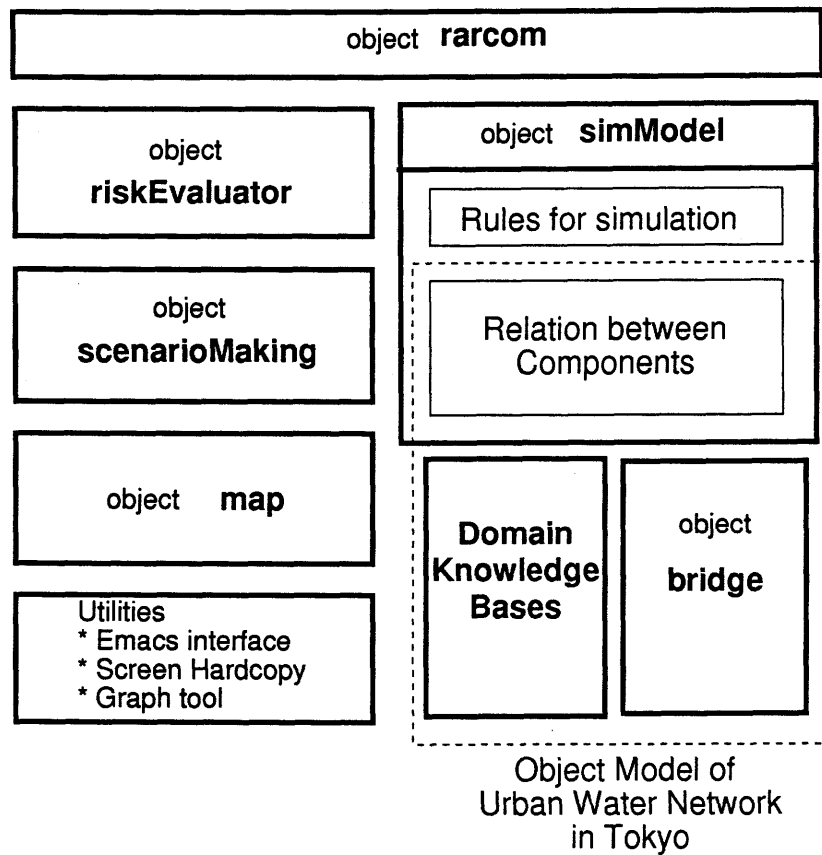 object rarcom
object
riskEvaluator
object
scenarioMaking
object map
Utilities
* Emacs interface
* Screen Hardcopy
* Graph tool
object simModel
Rules for simulation
Relation between
Components
Domain
Knowledge
Bases
object
bridge
Object Model of
Urban Water Network
in Tokyo